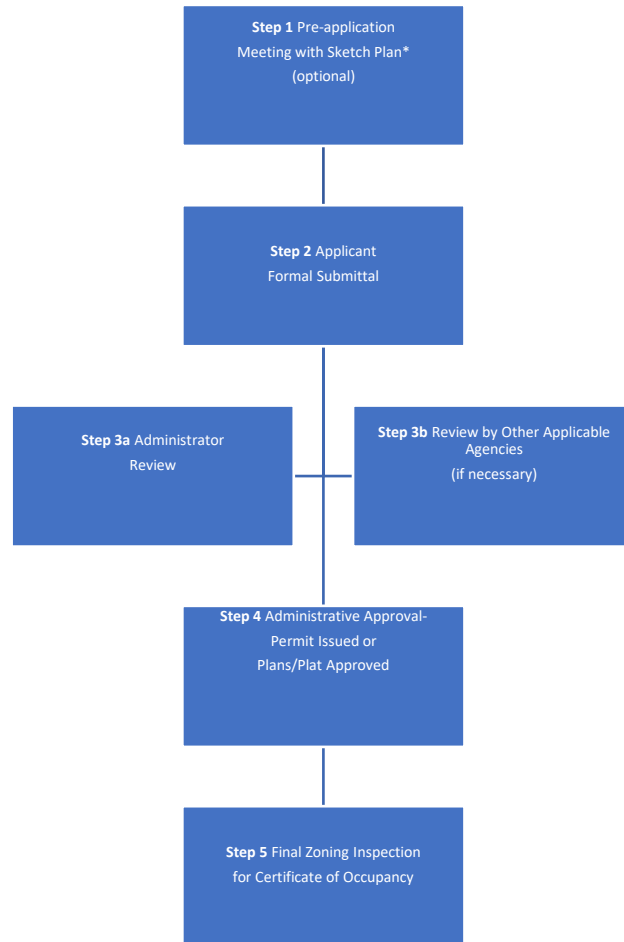 Step 1 Pre-application
Meeting with Sketch Plan*
(optional)
Step 2 Applicant
Formal Submittal
Step 3a Administrator
Review
Step 3b Review by Other Applicable
Agencies
(if necessary)
Step 4 Administrative Approval-
Permit Issued or
Plans/Plat Approved
Step 5 Final Zoning Inspection
for Certificate of Occupancy